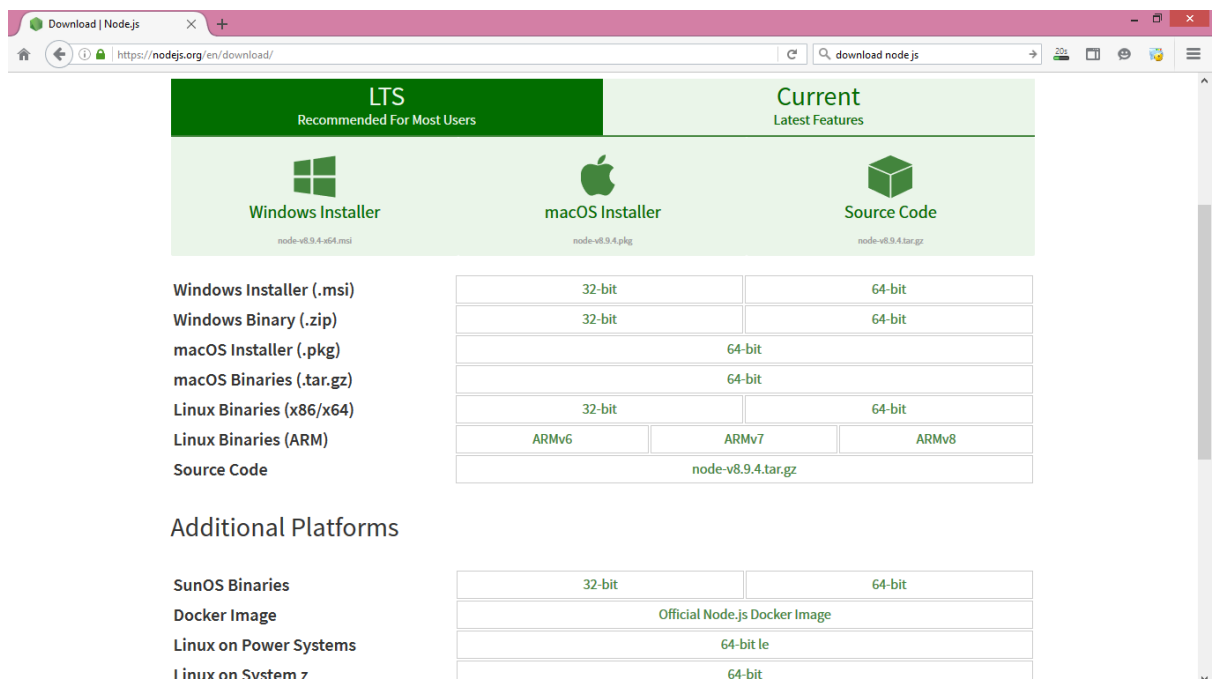 Download | Node.js
https://nodejs.org/en/download/
download node js
20s
LTS
Recommended For Most Users
Current
Latest Features
Windows Installer
node-v8.9.4-x64.msi
macOS Installer
node-v8.9.4.pkg
Source Code
node-v8.9.4.tar.gz
Windows Installer (.msi) 32-bit 64-bit
Windows Binary (.zip) 32-bit 64-bit
macOS Installer (.pkg) 64-bit
macOS Binaries (.tar.gz) 64-bit
Linux Binaries (x86/x64) 32-bit 64-bit
Linux Binaries (ARM) ARMv6 ARMv7 ARMv8
Source Code node-v8.9.4.tar.gz
Additional Platforms
SunOS Binaries 32-bit 64-bit
Docker Image Official Node.js Docker Image
Linux on Power Systems 64-bit le
Linux on System z 64-bit